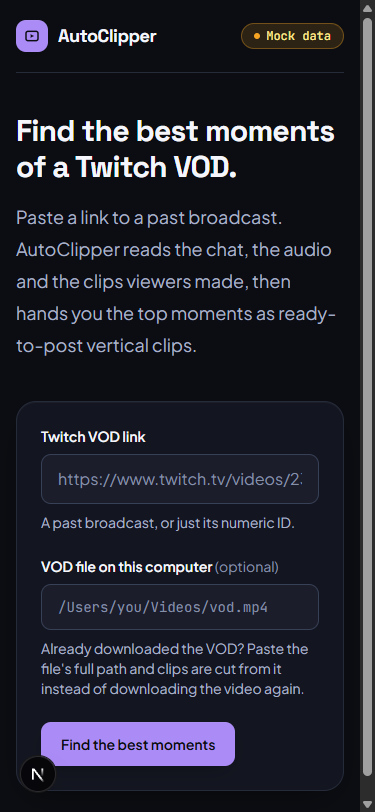 AutoClipper
Mock data
Find the best moments
of a Twitch VOD.
Paste a link to a past broadcast.
AutoClipper reads the chat, the audio
and the clips viewers made, then
hands you the top moments as ready-
to-post vertical clips.
Twitch VOD link
https://www.twitch.tv/videos/2
A past broadcast, or just its numeric ID.
VOD file on this computer (optional)
/Users/you/Videos/vod.mp4
Already downloaded the VOD? Paste the
file's full path and clips are cut from it
instead of downloading the video again.
Find the best moments
N